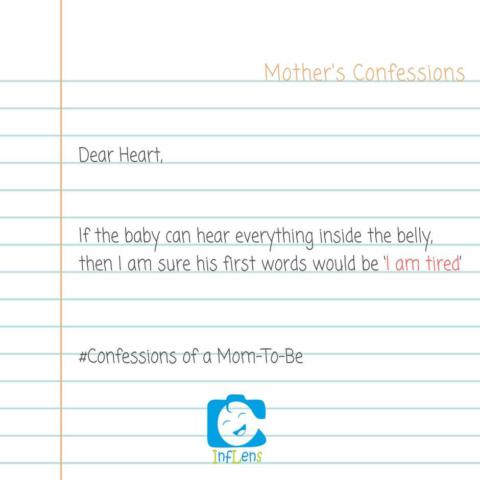 Mother's Confessions
Dear Heart,
If the baby can hear everything inside the belly,
then I am sure his first words would be 'I am tired'
#Confessions of a Mom-To-Be
InfLens